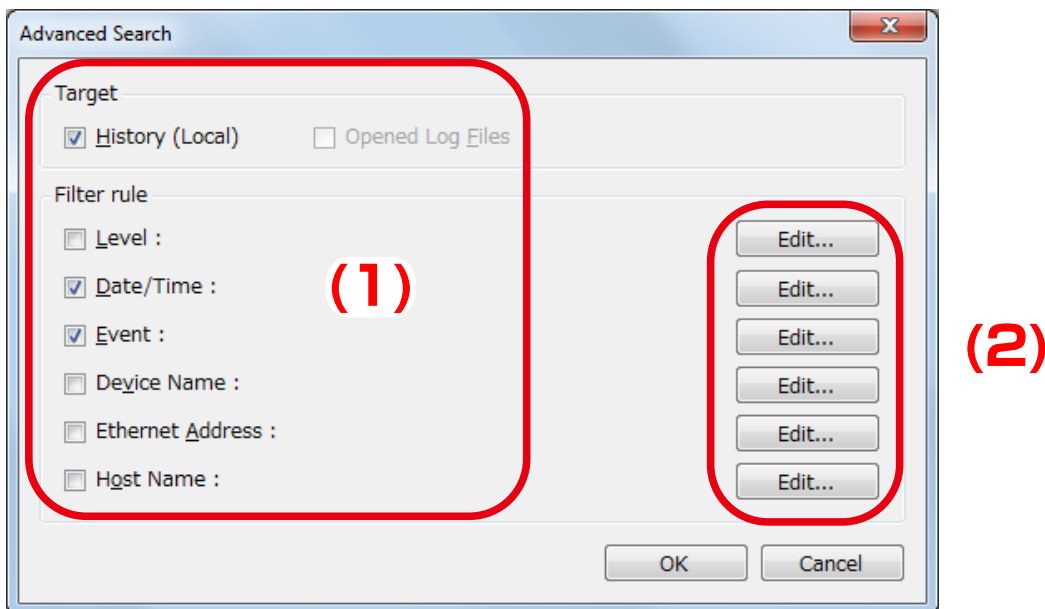 Advanced Search
Target
History (Local) Opened Log Files
Filter rule
Level : Edit...
Date/Time : (1) Edit...
Event : Edit... (2)
Device Name : Edit...
Ethernet Address : Edit...
Host Name : Edit...
OK Cancel